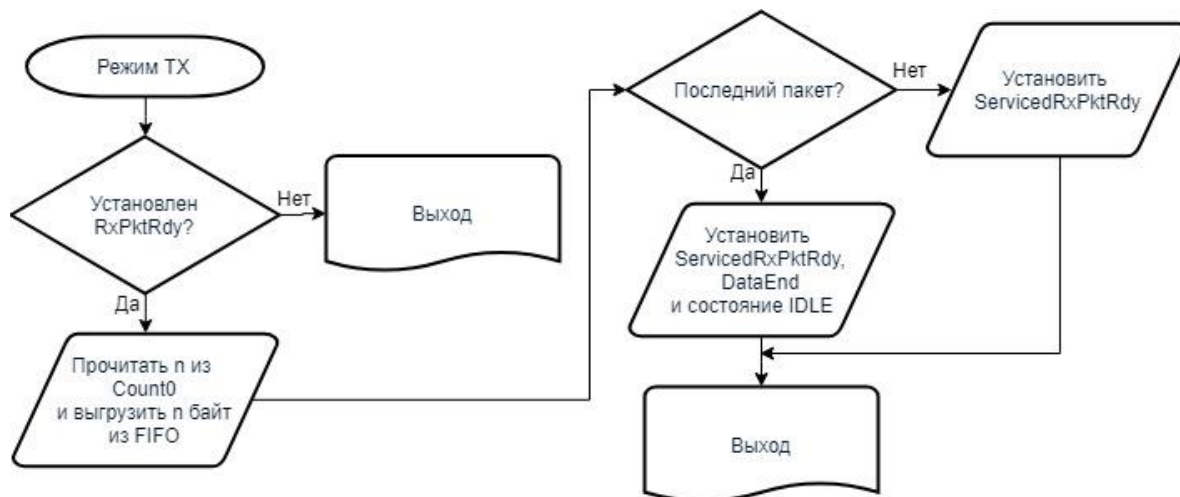 Режим TX
Установлен
RxPktRdy?
Нет
Выход
Да
Прочитать n из
Count0
и выгрузить n байт
из FIFO
Последний пакет?
Нет
Установить
ServicedRxPktRdy
Да
Установить
ServicedRxPktRdy,
DataEnd
и состояние IDLE
Выход